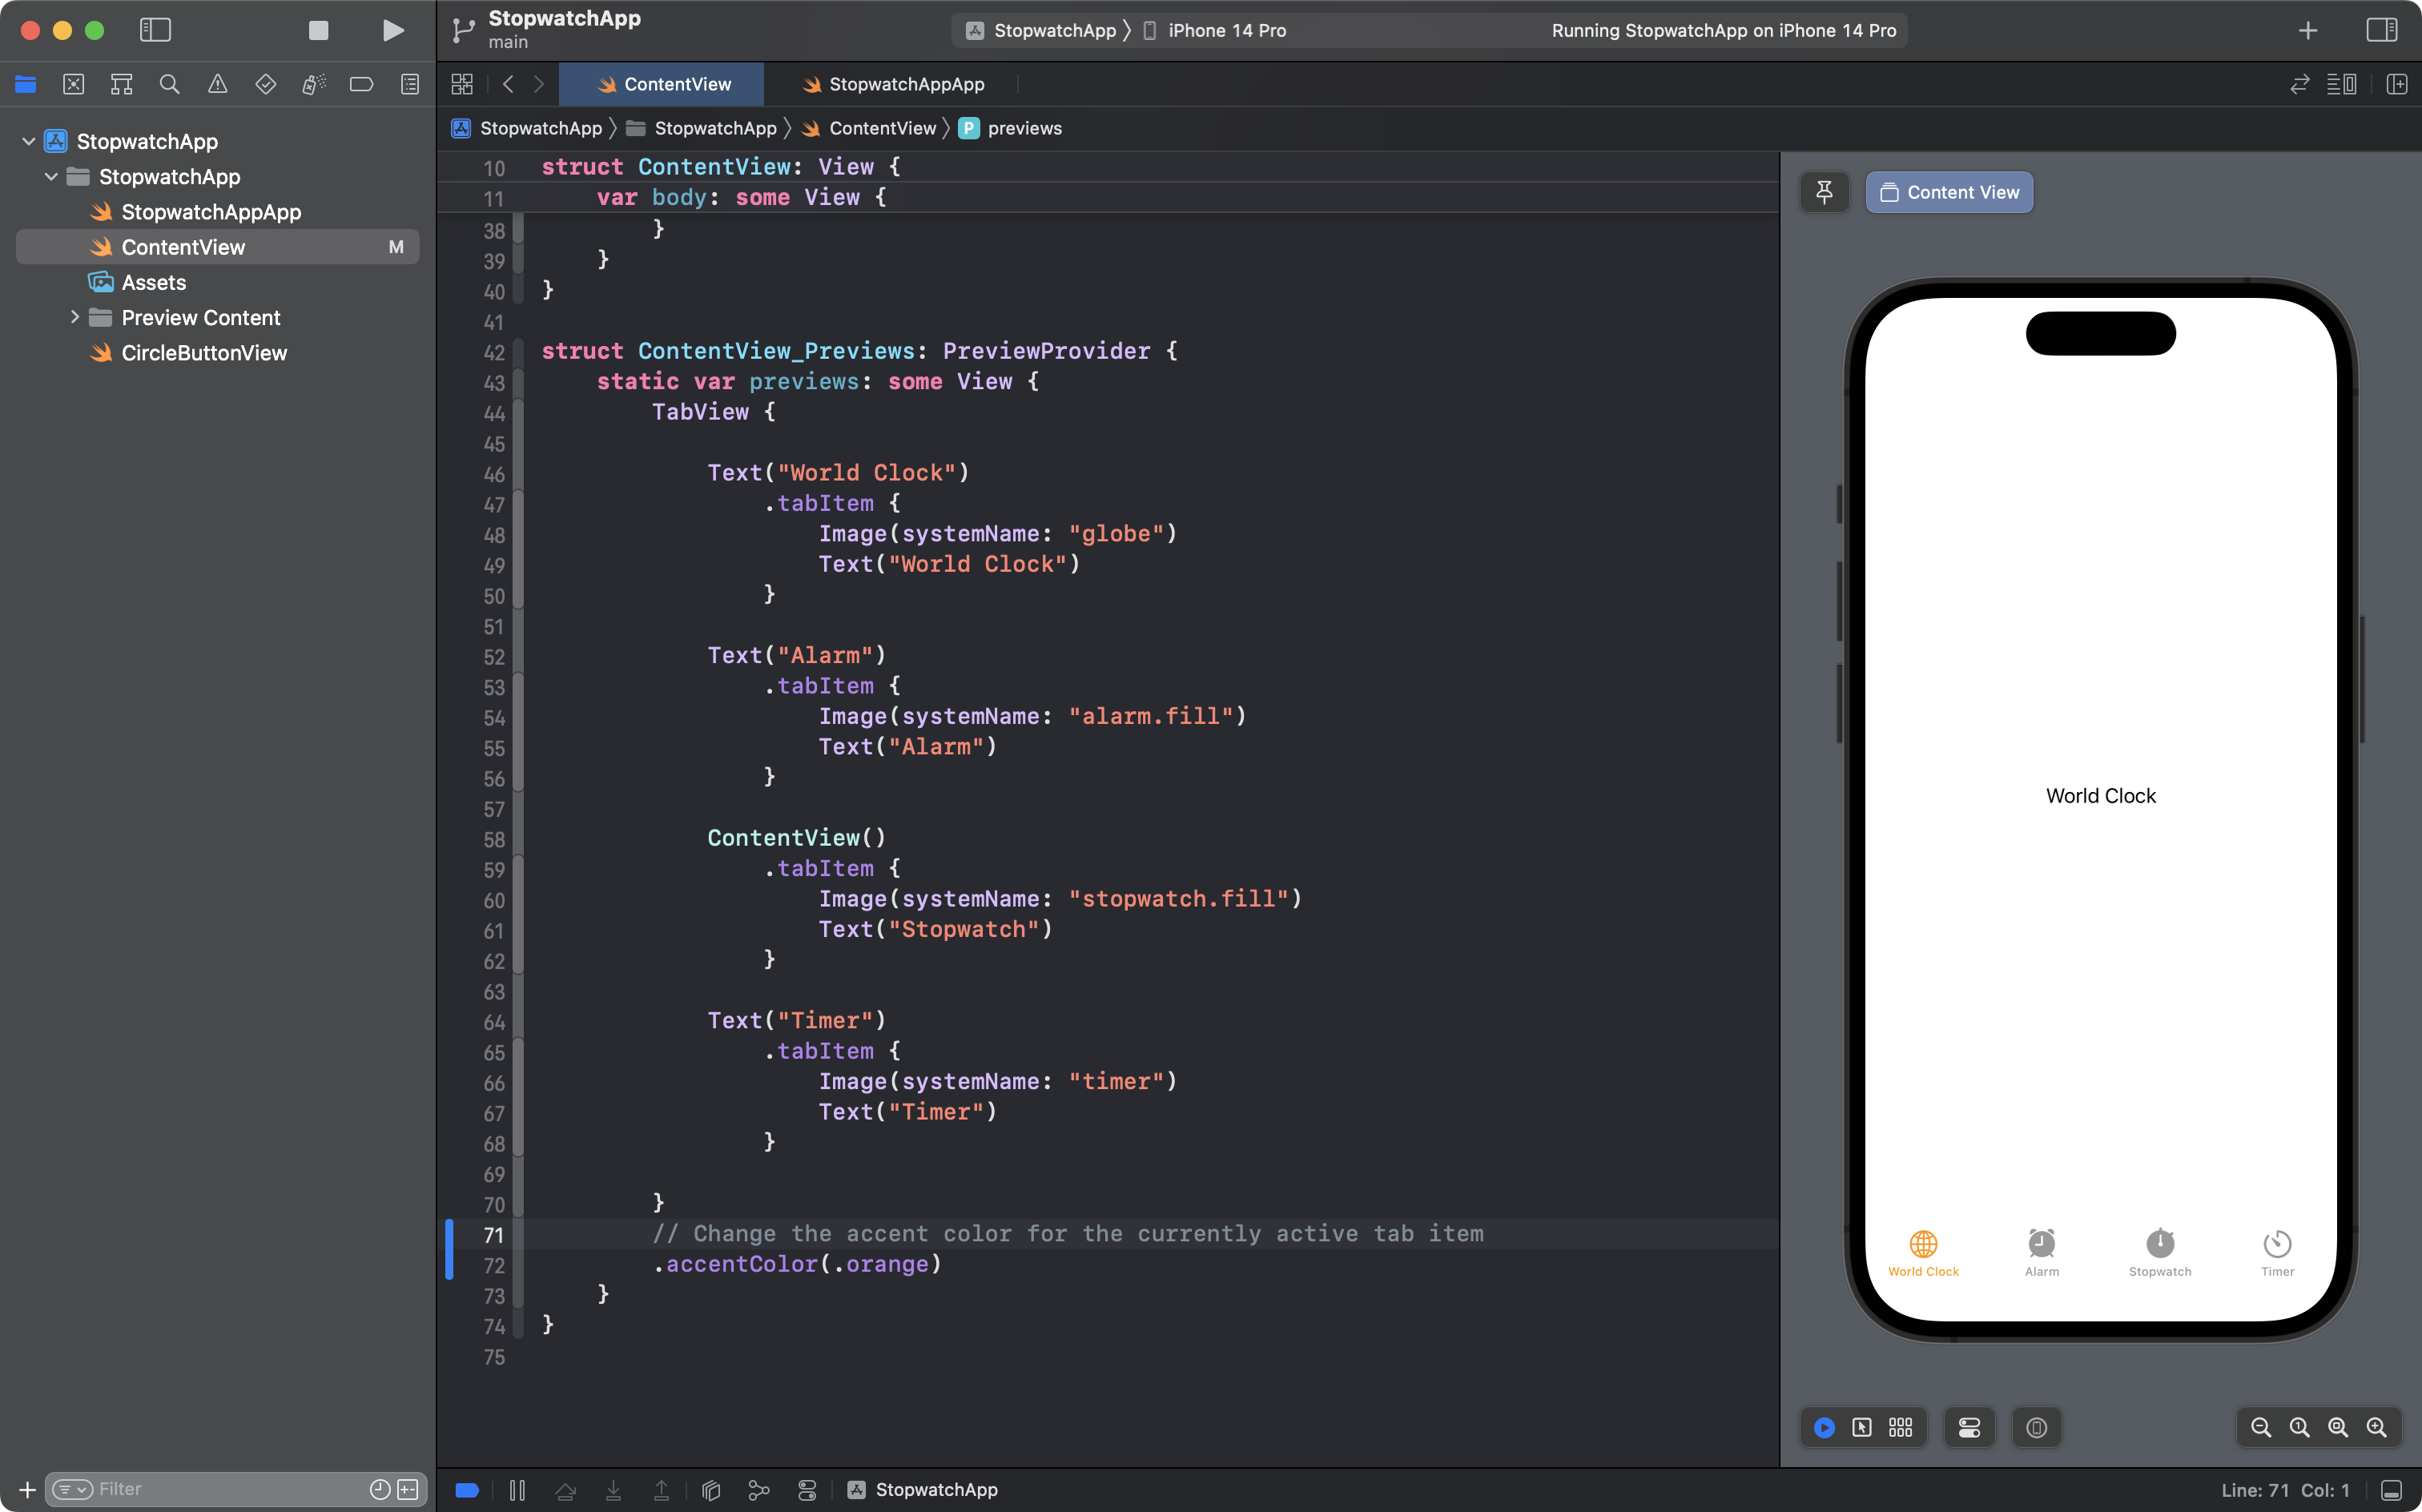 StopwatchApp
main
StopwatchApp
iPhone 14 Pro
Running StopwatchApp on iPhone 14 Pro
ContentView
StopwatchAppApp
StopwatchApp
StopwatchApp
ContentView
P
previews
StopwatchApp
StopwatchApp
StopwatchAppApp
ContentView
M
Assets
Preview Content
CircleButtonView
10 struct ContentView: View {
11 var body: some View {
38 }
39 }
40 }
41
42 struct ContentView_Previews: PreviewProvider {
43 static var previews: some View {
44 TabView {
45
46 Text("World Clock")
47 .tabItem {
48 Image(systemName: "globe")
49 Text("World Clock")
50 }
51
52 Text("Alarm")
53 .tabItem {
54 Image(systemName: "alarm.fill")
55 Text("Alarm")
56 }
57
58 ContentView()
59 .tabItem {
60 Image(systemName: "stopwatch.fill")
61 Text("Stopwatch")
62 }
63
64 Text("Timer")
65 .tabItem {
66 Image(systemName: "timer")
67 Text("Timer")
68 }
69
70 }
71 // Change the accent color for the currently active tab item
72 .accentColor(.orange)
73 }
74 }
75
Content View
World Clock
World Clock
Alarm
Stopwatch
Timer
Filter
StopwatchApp
Line: 71 Col: 1